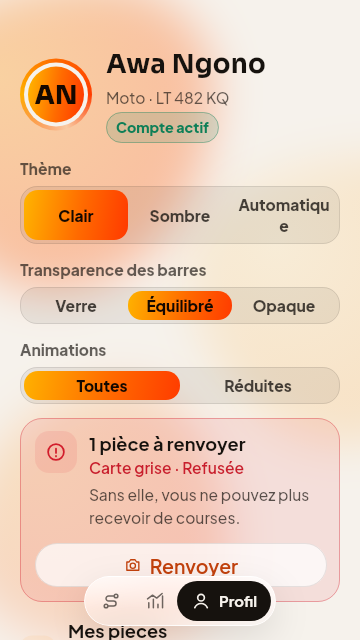 AN
Awa Ngono
Moto · LT 482 KQ
Compte actif
Thème
Clair
Sombre
Automatiqu
e
Transparence des barres
Verre
Équilibré
Opaque
Animations
Toutes
Réduites
1 pièce à renvoyer
Carte grise · Refusée
Sans elle, vous ne pouvez plus
recevoir de courses.
Renvoyer
Profil
Mes pièces